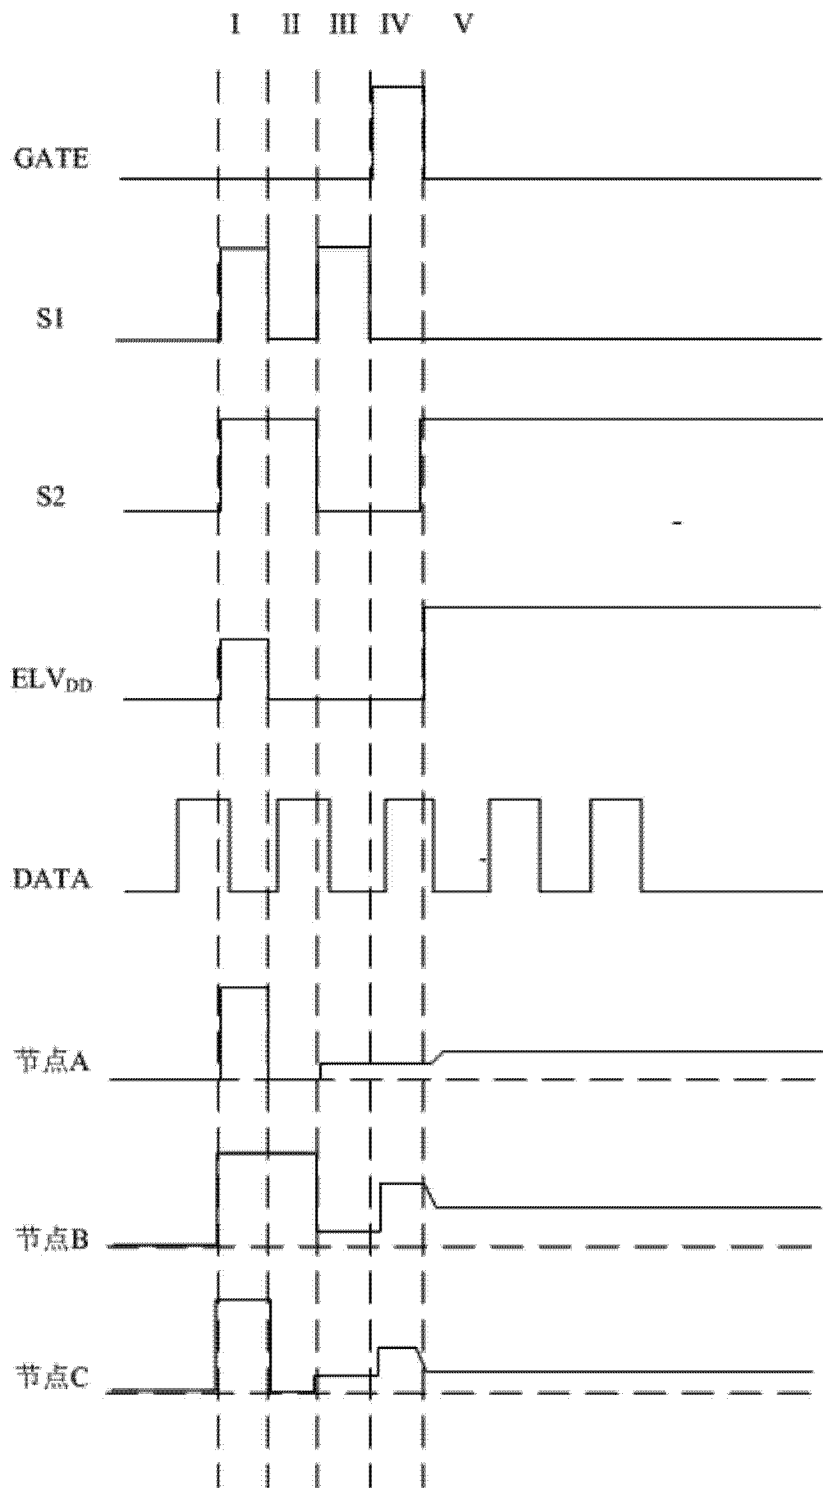 I II III IV V
GATE
S1
S2
ELVDD
DATA
节点A
节点B
节点C